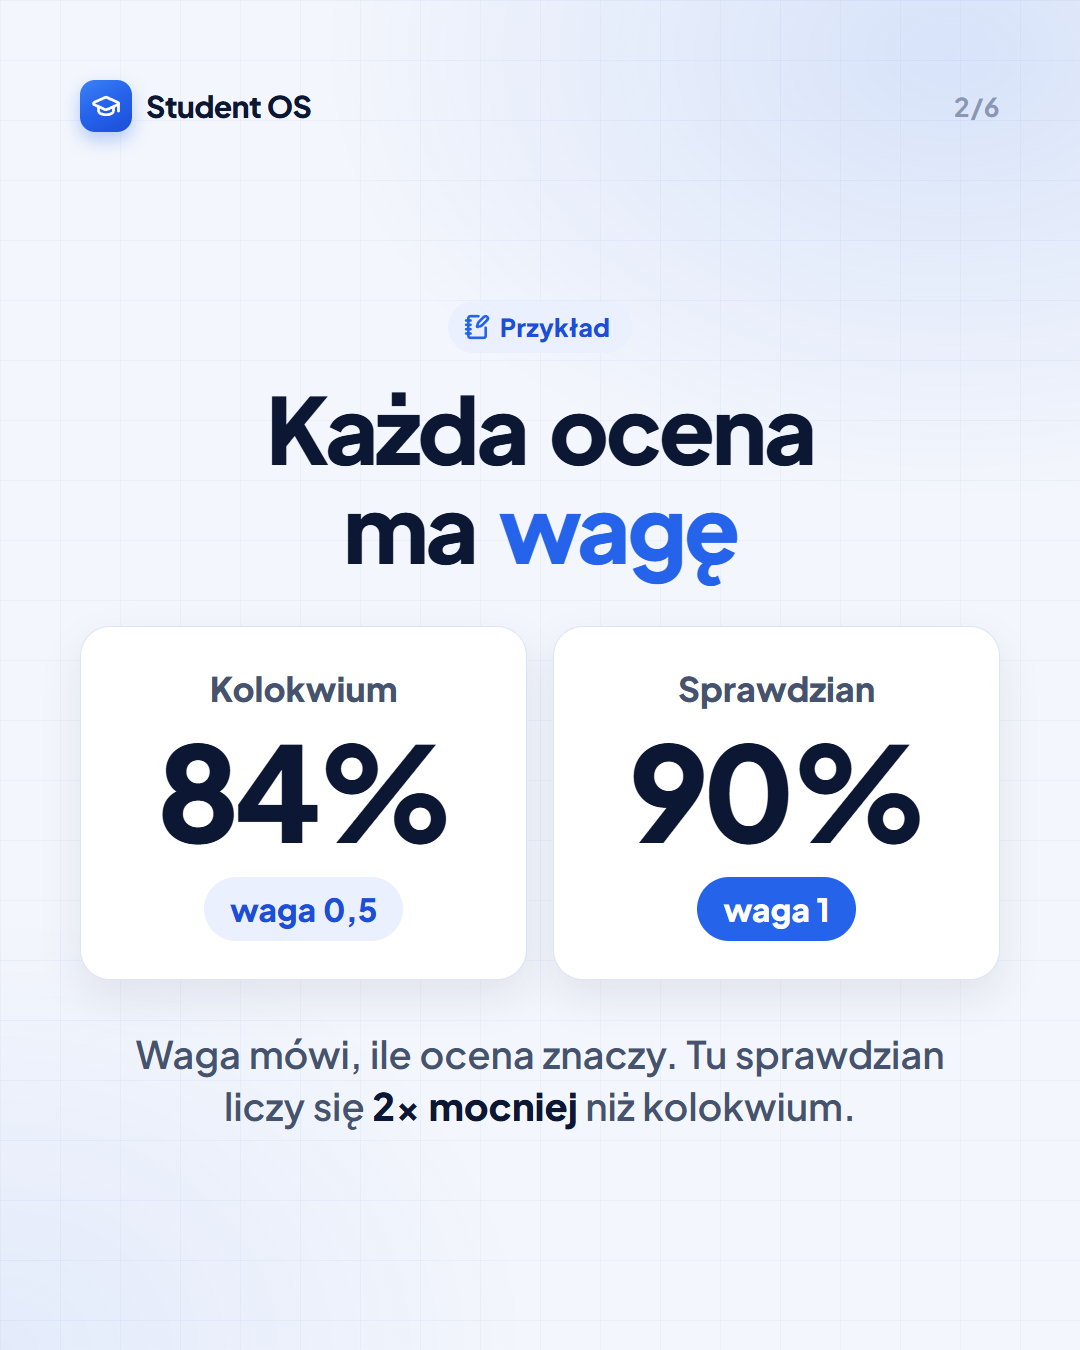 Student OS
2/6
Przykład
Każda ocena
ma wagę
Kolokwium
84%
waga 0,5
Sprawdzian
90%
waga 1
Waga mówi, ile ocena znaczy. Tu sprawdzian
liczy się 2× mocniej niż kolokwium.